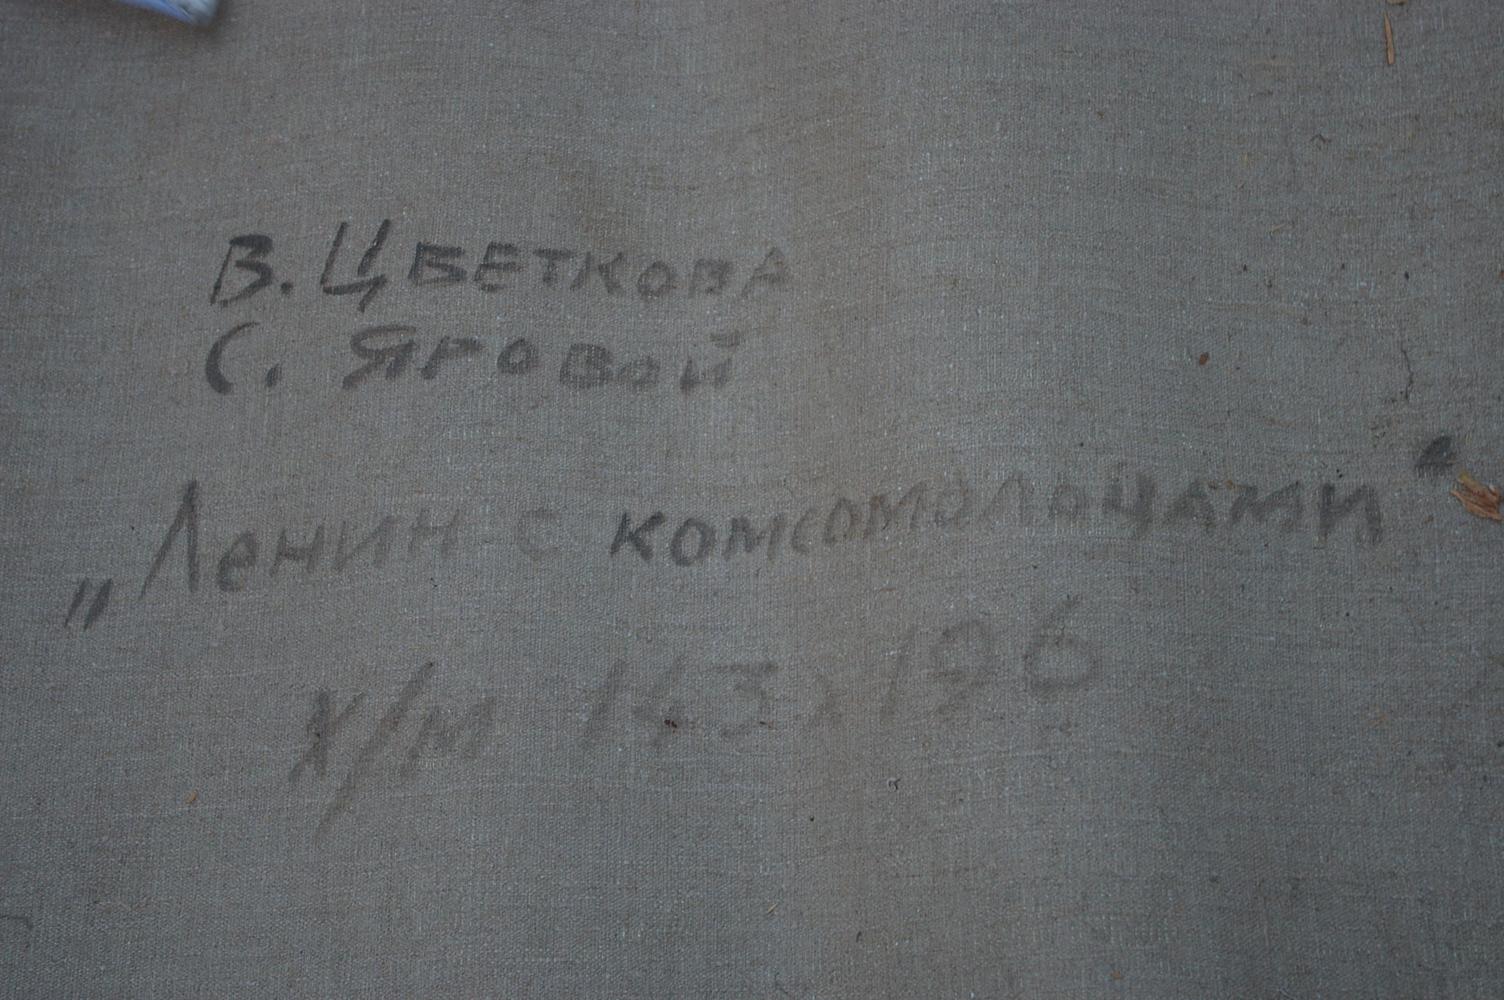 В. Цветкова
С. Яровой
„Ленин с комсомольцами"
х/м 143х196